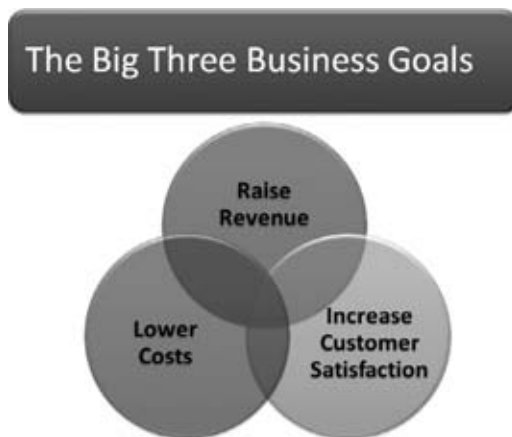 The Big Three Business Goals
Raise
Revenue
Lower
Costs
Increase
Customer
Satisfaction